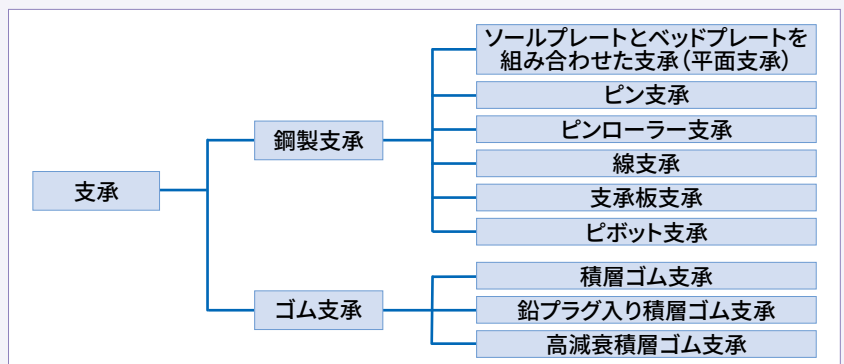 支承
鋼製支承
ソールプレートとベッドプレートを
組み合わせた支承（平面支承）
ピン支承
ピンローラー支承
線支承
支承板支承
ピボット支承
ゴム支承
積層ゴム支承
鉛プラグ入り積層ゴム支承
高減衰積層ゴム支承